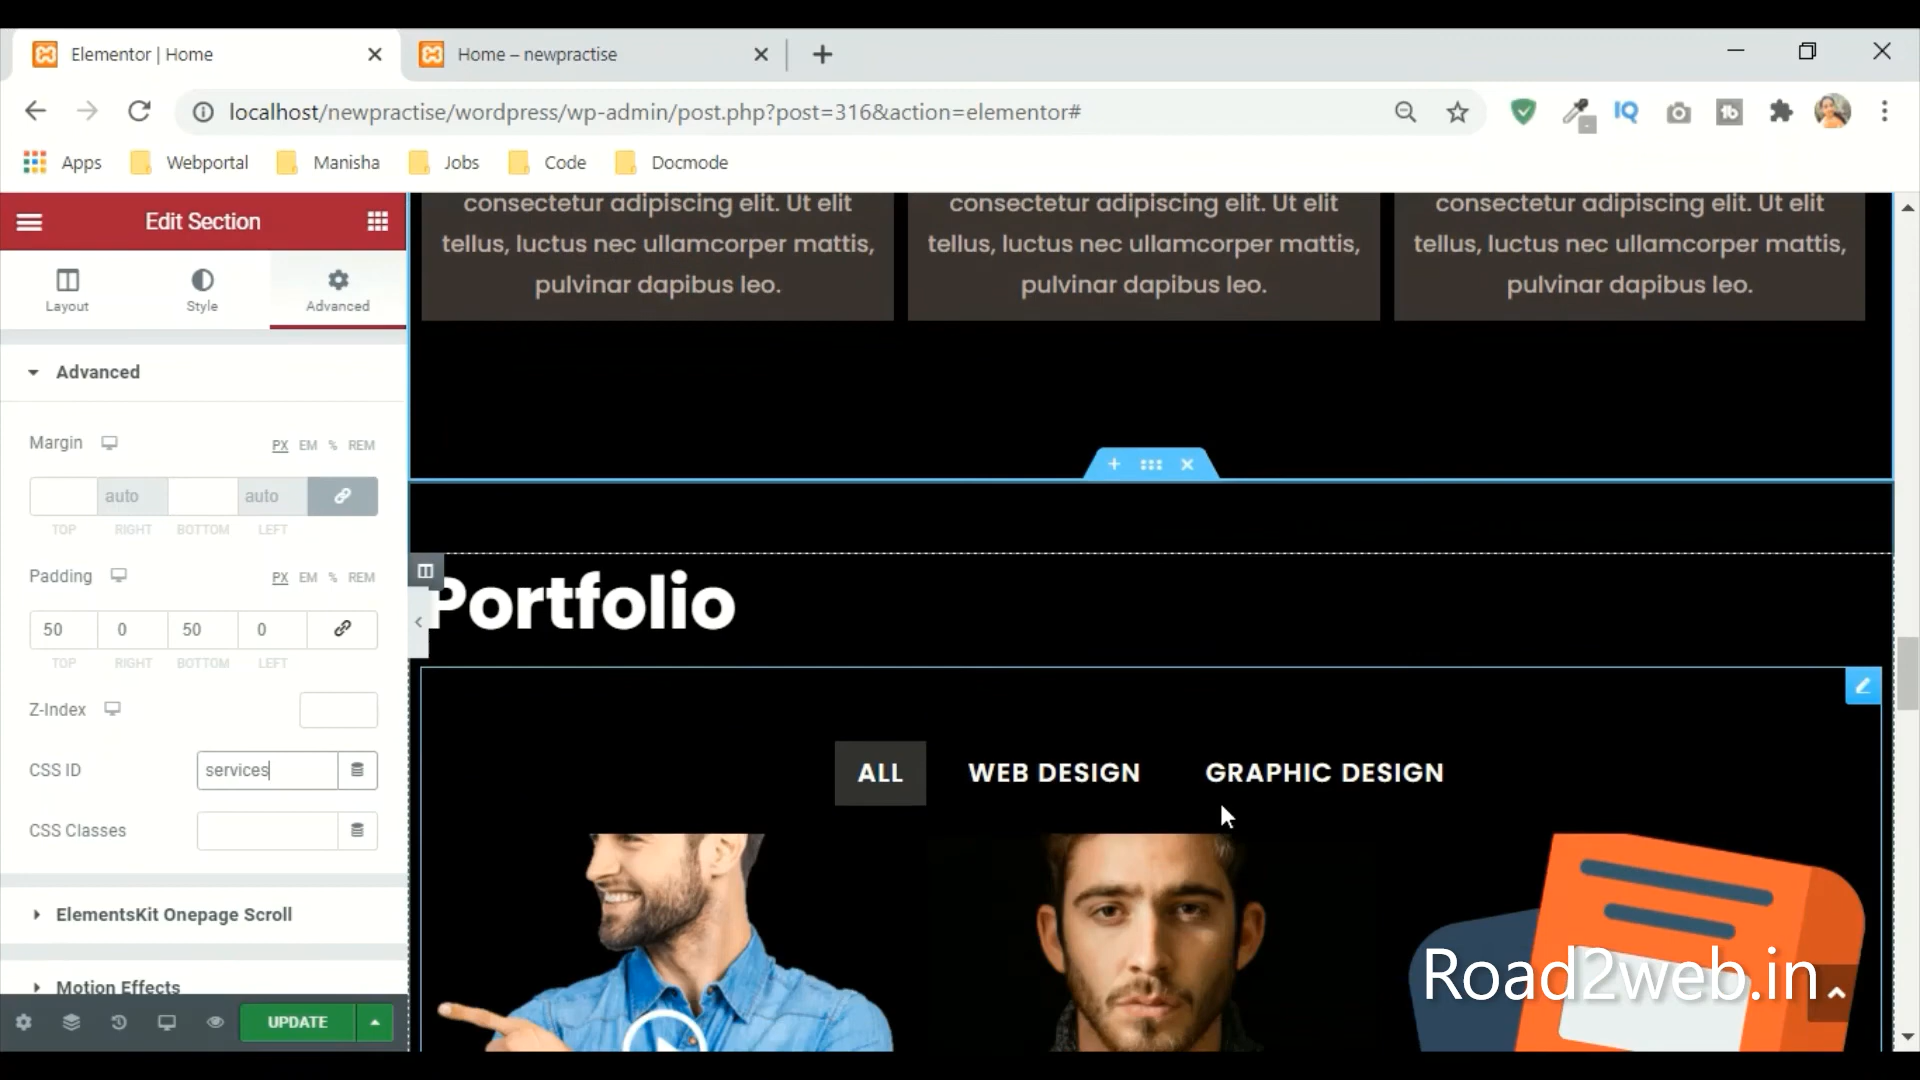 Elementor | Home
Home – newpractise
localhost/newpractise/wordpress/wp-admin/post.php?post=316&action=elementor#
IQ
Apps
Webportal
Manisha
Jobs
Code
Docmode
Edit Section
Layout
Style
Advanced
Advanced
Margin
PX EM % REM
auto
auto
TOP RIGHT BOTTOM LEFT
Padding
PX EM % REM
50 0 50 0
TOP RIGHT BOTTOM LEFT
Z-Index
CSS ID
services
CSS Classes
ElementsKit Onepage Scroll
Motion Effects
UPDATE
consectetur adipiscing elit. Ut elit
tellus, luctus nec ullamcorper mattis,
pulvinar dapibus leo.
consectetur adipiscing elit. Ut elit
tellus, luctus nec ullamcorper mattis,
pulvinar dapibus leo.
consectetur adipiscing elit. Ut elit
tellus, luctus nec ullamcorper mattis,
pulvinar dapibus leo.
Portfolio
ALL
WEB DESIGN
GRAPHIC DESIGN
Road2web.in